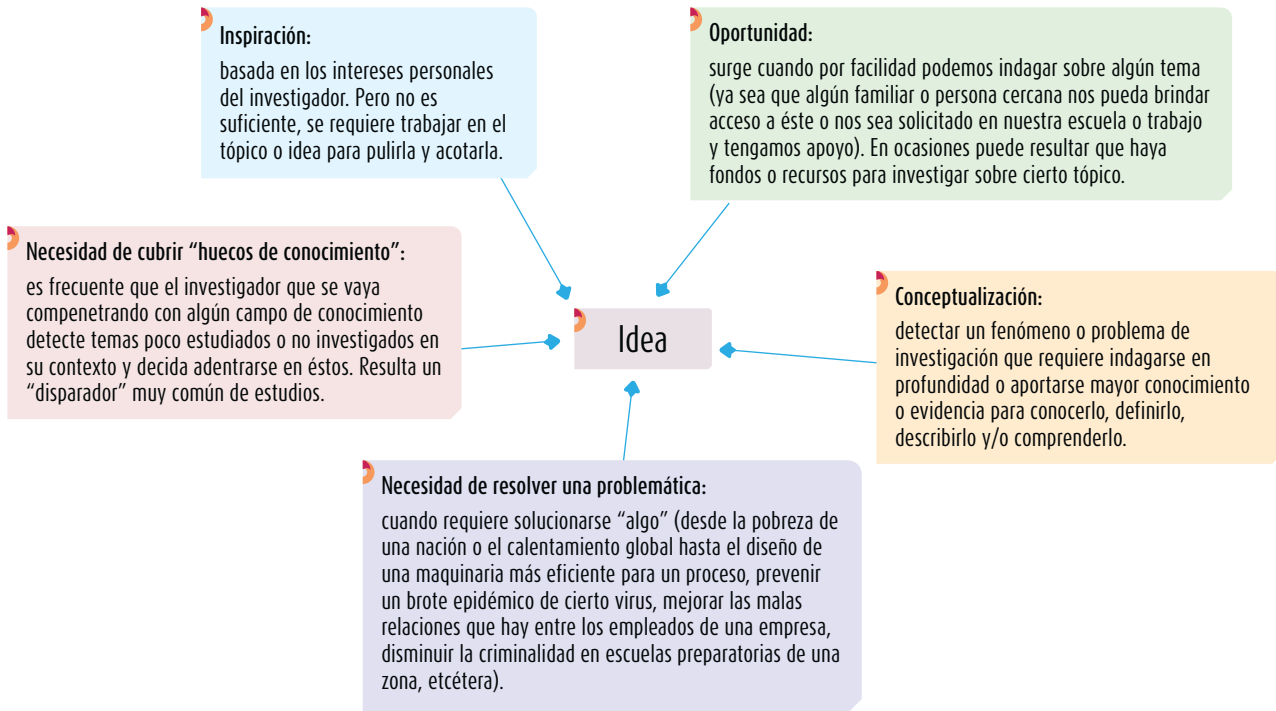 Inspiración:
basada en los intereses personales
del investigador. Pero no es
suficiente, se requiere trabajar en el
tópico o idea para pulirla y acotarla.
Oportunidad:
surge cuando por facilidad podemos indagar sobre algún tema
(ya sea que algún familiar o persona cercana nos pueda brindar
acceso a éste o nos sea solicitado en nuestra escuela o trabajo
y tengamos apoyo). En ocasiones puede resultar que haya
fondos o recursos para investigar sobre cierto tópico.
Necesidad de cubrir “huecos de conocimiento”:
es frecuente que el investigador que se vaya
compenetrando con algún campo de conocimiento
detecte temas poco estudiados o no investigados en
su contexto y decida adentrarse en éstos. Resulta un
“disparador” muy común de estudios.
Idea
Conceptualización:
detectar un fenómeno o problema de
investigación que requiere indagarse en
profundidad o aportarse mayor conocimiento
o evidencia para conocerlo, definirlo,
describirlo y/o comprenderlo.
Necesidad de resolver una problemática:
cuando requiere solucionarse “algo” (desde la pobreza de
una nación o el calentamiento global hasta el diseño de
una maquinaria más eficiente para un proceso, prevenir
un brote epidémico de cierto virus, mejorar las malas
relaciones que hay entre los empleados de una empresa,
disminuir la criminalidad en escuelas preparatorias de una
zona, etcétera).